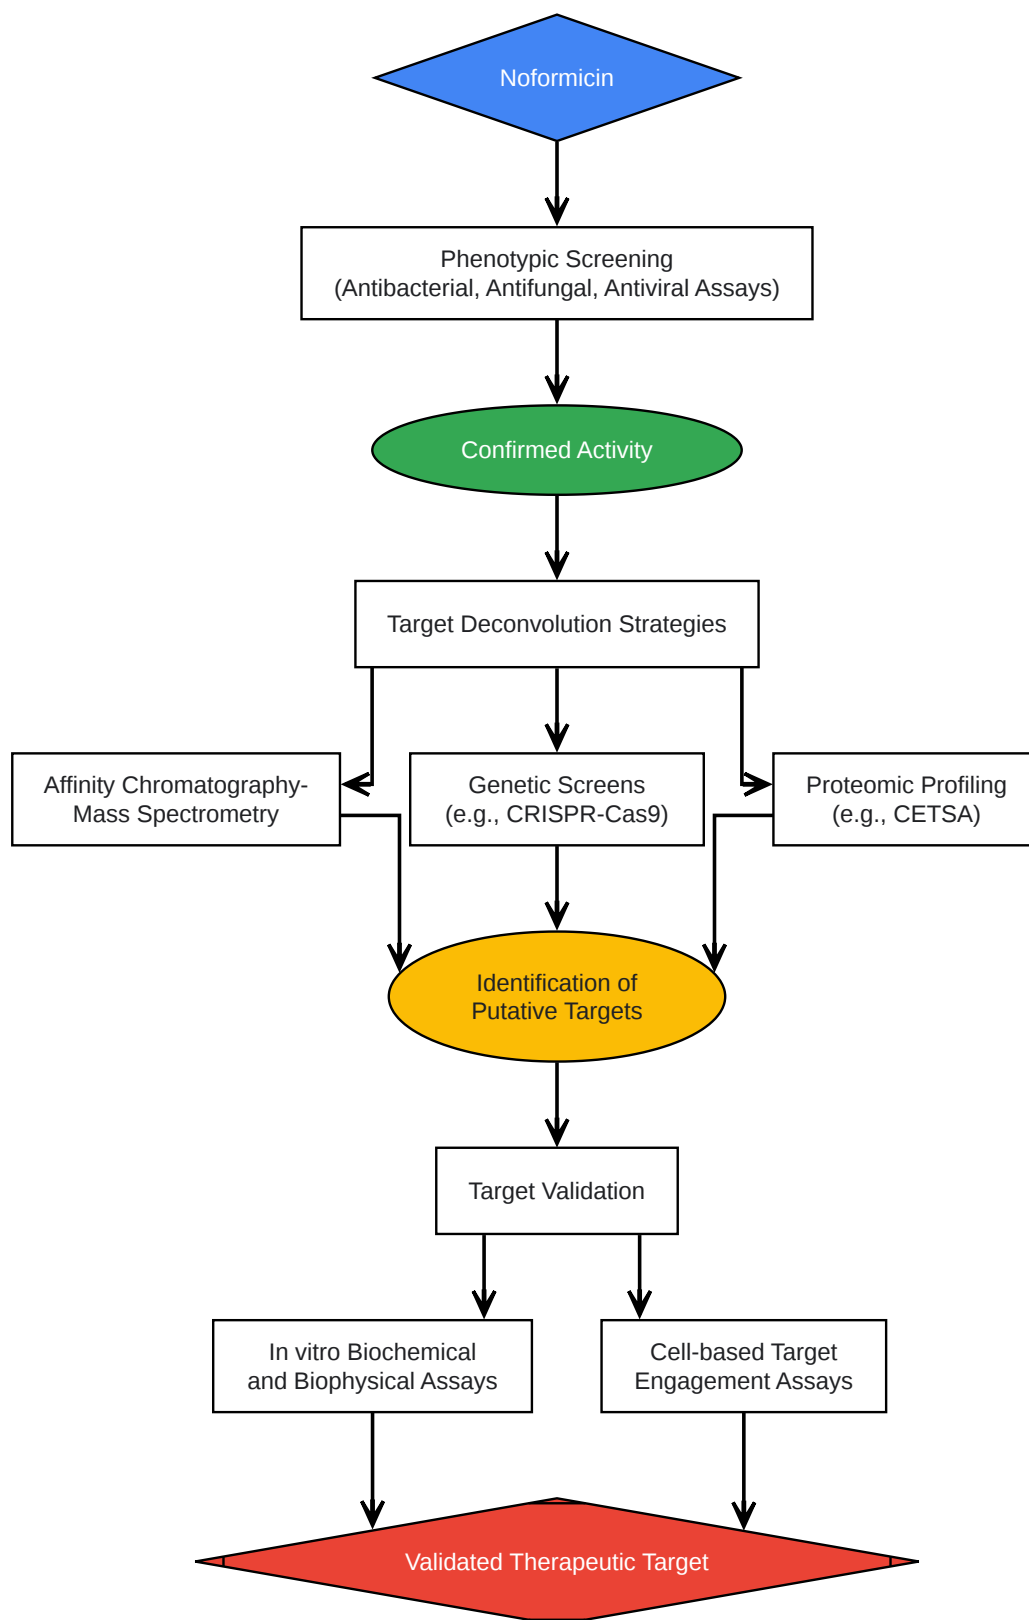 Noformicin
Phenotypic Screening
(Antibacterial, Antifungal, Antiviral Assays)
Confirmed Activity
Target Deconvolution Strategies
Affinity Chromatography-
Mass Spectrometry
Genetic Screens
(e.g., CRISPR-Cas9)
Proteomic Profiling
(e.g., CETSA)
Identification of
Putative Targets
Target Validation
In vitro Biochemical
and Biophysical Assays
Cell-based Target
Engagement Assays
Validated Therapeutic Target